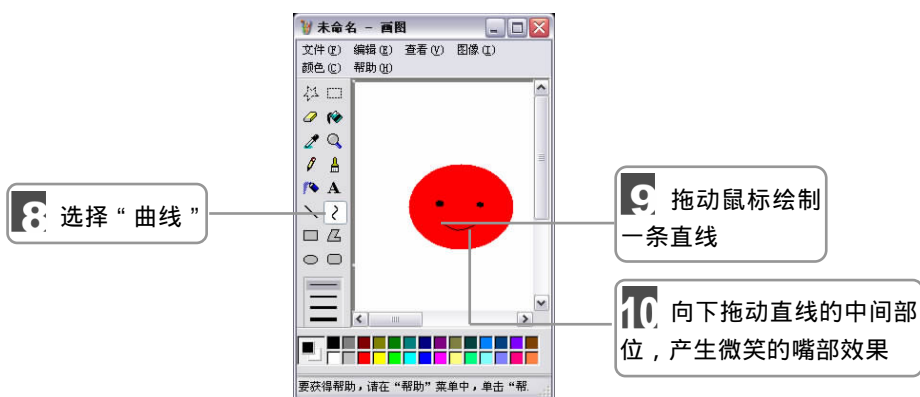 未命名 - 画图
文件(F) 编辑(E) 查看(V) 图像(I)
颜色(C) 帮助(H)
A
8 选择“曲线”
9 拖动鼠标绘制
一条直线
10 向下拖动直线的中间部
位，产生微笑的嘴部效果
要获得帮助，请在“帮助”菜单中，单击“帮